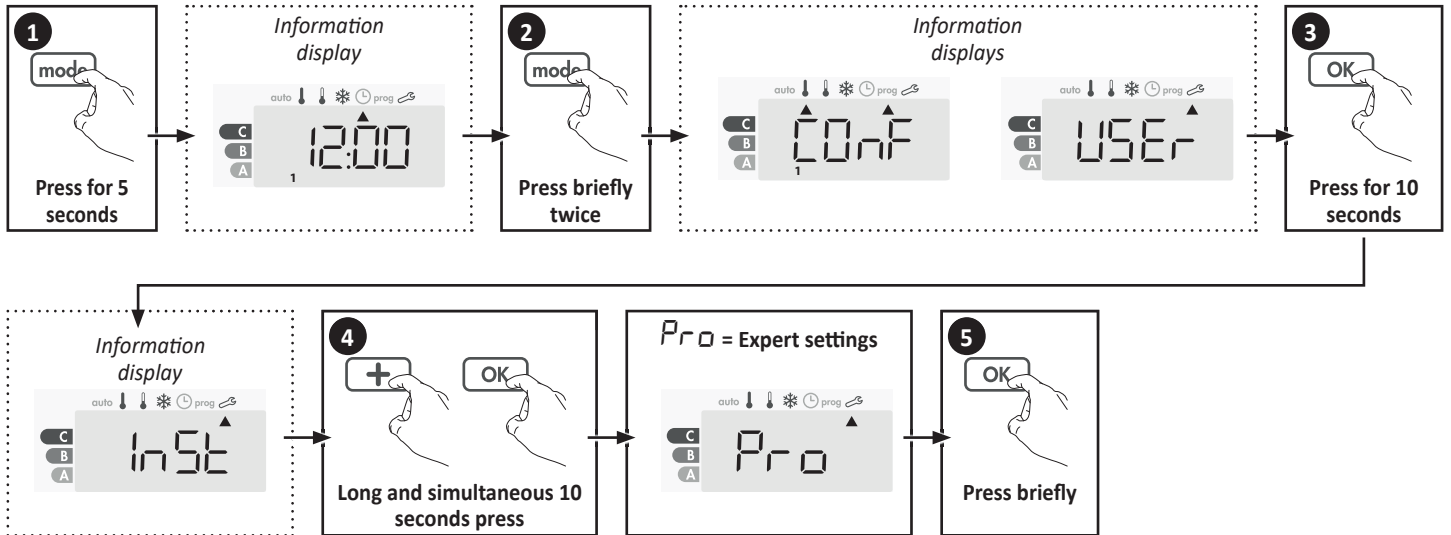 1
mode
Press for 5
seconds
Information
display
auto prog
C
B
A
12:00
1
2
mode
Press briefly
twice
Information
displays
auto prog
C
B
A
COnF
1
auto prog
C
B
A
USEr
3
OK
Press for 10
seconds
Information
display
auto prog
C
B
A
InSt
4
+ OK
Long and simultaneous 10
seconds press
Pro = Expert settings
auto prog
C
B
A
Pro
5
OK
Press briefly